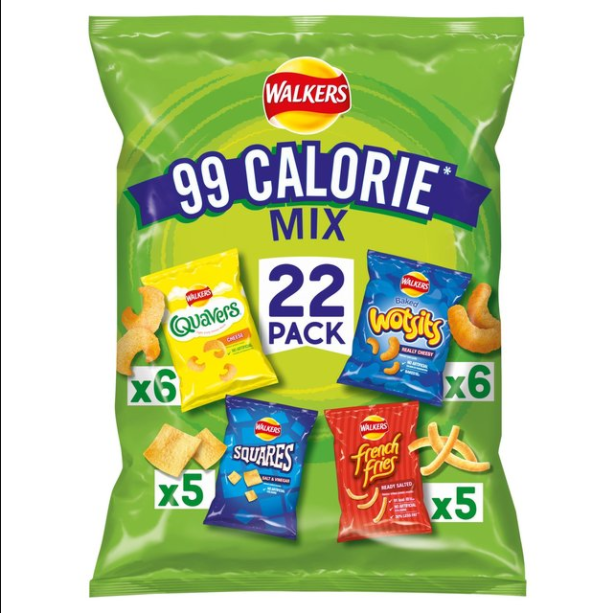 WALKERS
99 CALORIE*
MIX
22
PACK
WALKERS
Quavers
CHEESE
x6
WALKERS
Baked
Wotsits
REALLY CHEESY
x6
WALKERS
SQUARES
SALT & VINEGAR
x5
WALKERS
french
fries
READY SALTED
x5